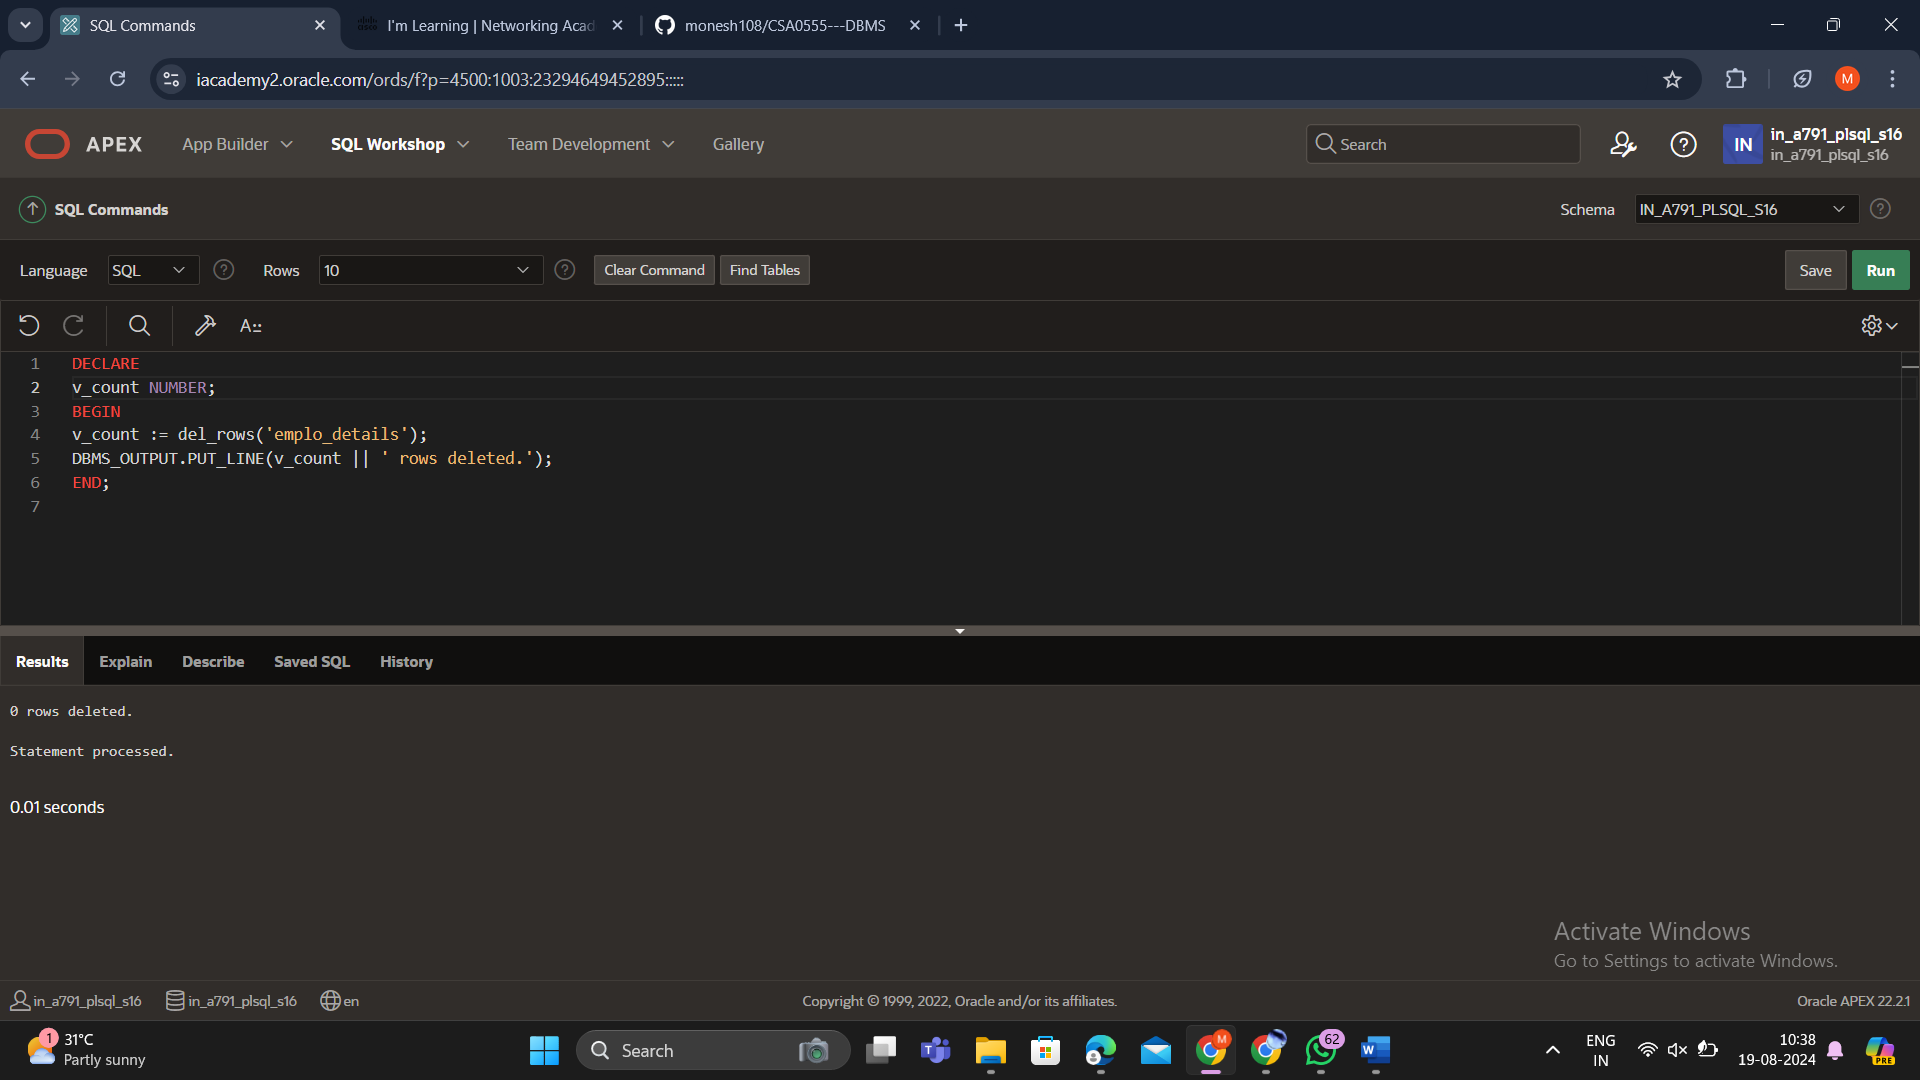 SQL Commands
I'm Learning | Networking Acad
monesh108/CSA0555---DBMS
iacademy2.oracle.com/ords/f?p=4500:1003:23294649452895:::::
M
APEX
App Builder
SQL Workshop
Team Development
Gallery
Search
IN
in_a791_plsql_s16
in_a791_plsql_s16
SQL Commands
Schema
IN_A791_PLSQL_S16
Language
SQL
Rows
10
Clear Command
Find Tables
Save
Run
1 DECLARE
2 v_count NUMBER;
3 BEGIN
4 v_count := del_rows('emplo_details');
5 DBMS_OUTPUT.PUT_LINE(v_count || ' rows deleted.');
6 END;
7
Results
Explain
Describe
Saved SQL
History
0 rows deleted.
Statement processed.
0.01 seconds
Activate Windows
Go to Settings to activate Windows.
in_a791_plsql_s16
in_a791_plsql_s16
en
Copyright © 1999, 2022, Oracle and/or its affiliates.
Oracle APEX 22.2.1
1
31°C
Partly sunny
Search
M
62
W
ENG
IN
10:38
19-08-2024
PRE